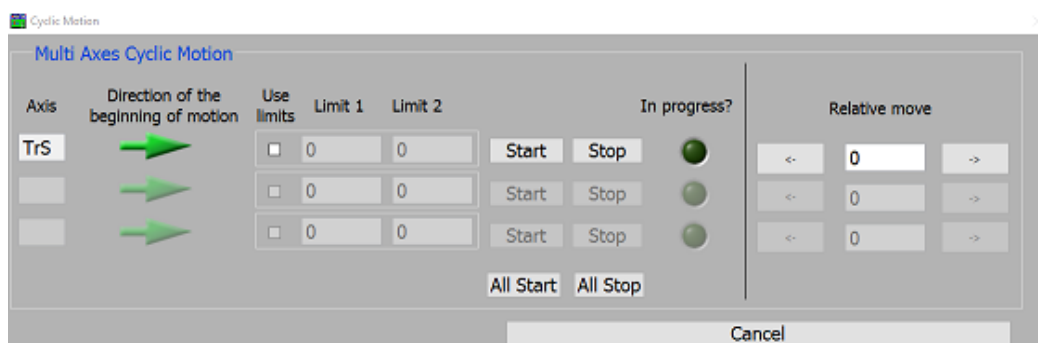 Cyclic Motion
Multi Axes Cyclic Motion
Axis Direction of the beginning of motion Use limits Limit 1 Limit 2 In progress? Relative move
TrS 0 0 Start Stop <- 0 ->
0 0 Start Stop <- 0 ->
0 0 Start Stop <- 0 ->
All Start All Stop
Cancel